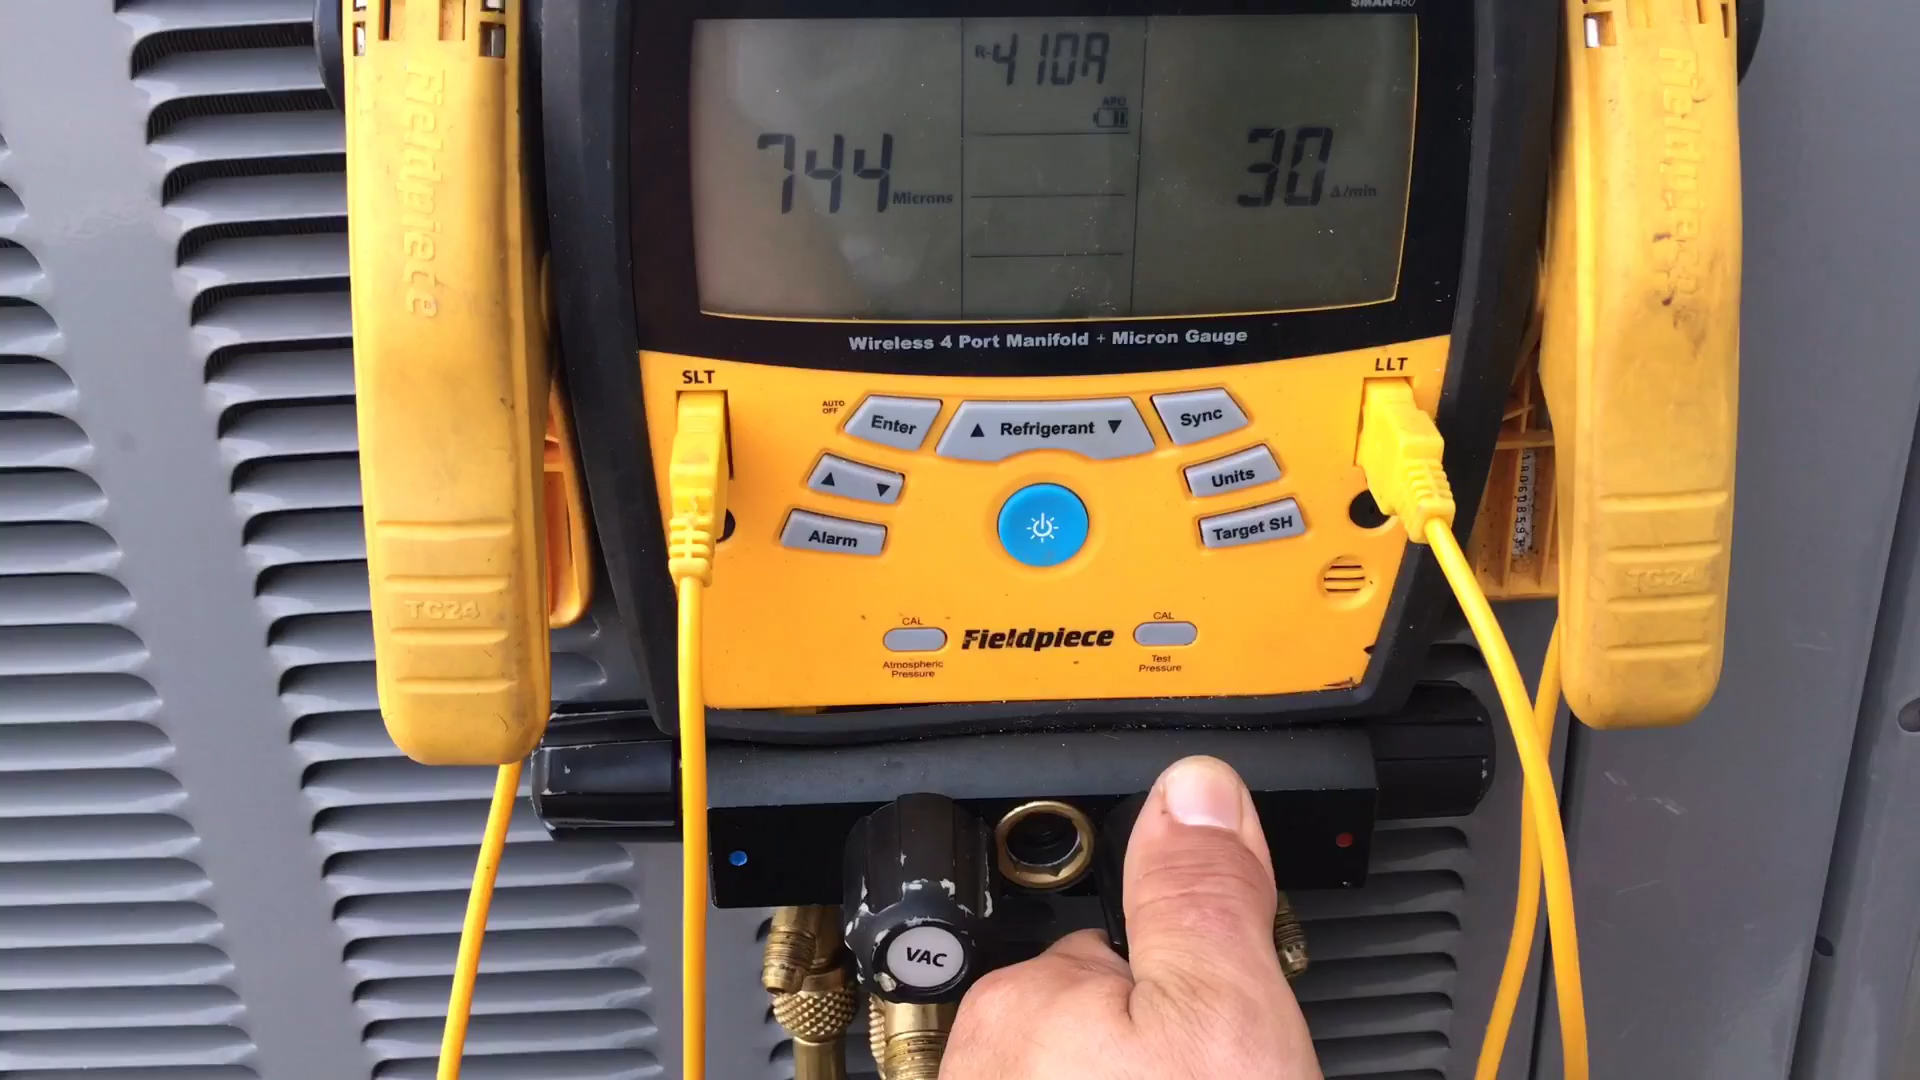 SMAN460
R-410A
APO
744 Microns
30 Δ/min
Wireless 4 Port Manifold + Micron Gauge
SLT
LLT
AUTO
OFF
Enter
▲ Refrigerant ▼
Sync
▲ ▼
Units
Alarm
Target SH
CAL
Fieldpiece
CAL
Atmospheric
Pressure
Test
Pressure
VAC
Fieldpiece
TC24
Fieldpiece
TC24